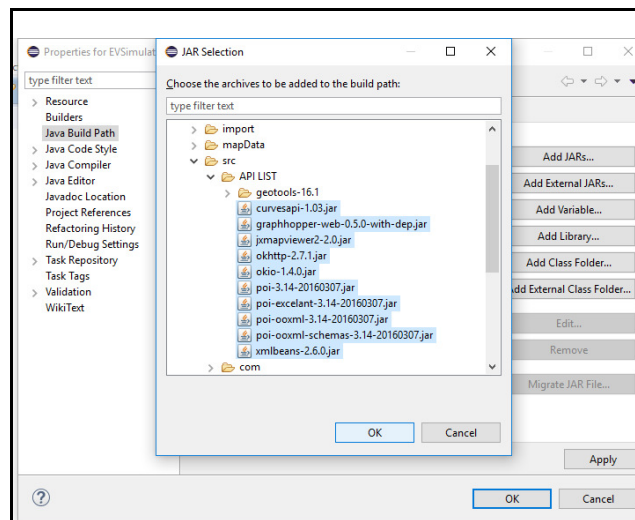 Properties for EVSimulat
type filter text
Resource
Builders
Java Build Path
Java Code Style
Java Compiler
Java Editor
Javadoc Location
Project References
Refactoring History
Run/Debug Settings
Task Repository
Task Tags
Validation
WikiText
JAR Selection
Choose the archives to be added to the build path:
type filter text
import
mapData
src
API LIST
geotools-16.1
curvesapi-1.03.jar
graphhopper-web-0.5.0-with-dep.jar
jxmapviewer2-2.0.jar
okhttp-2.7.1.jar
okio-1.4.0.jar
poi-3.14-20160307.jar
poi-excelant-3.14-20160307.jar
poi-ooxml-3.14-20160307.jar
poi-ooxml-schemas-3.14-20160307.jar
xmlbeans-2.6.0.jar
com
OK Cancel
Add JARs...
Add External JARs...
Add Variable...
Add Library...
Add Class Folder...
dd External Class Folder...
Edit...
Remove
Migrate JAR File...
Apply
OK Cancel